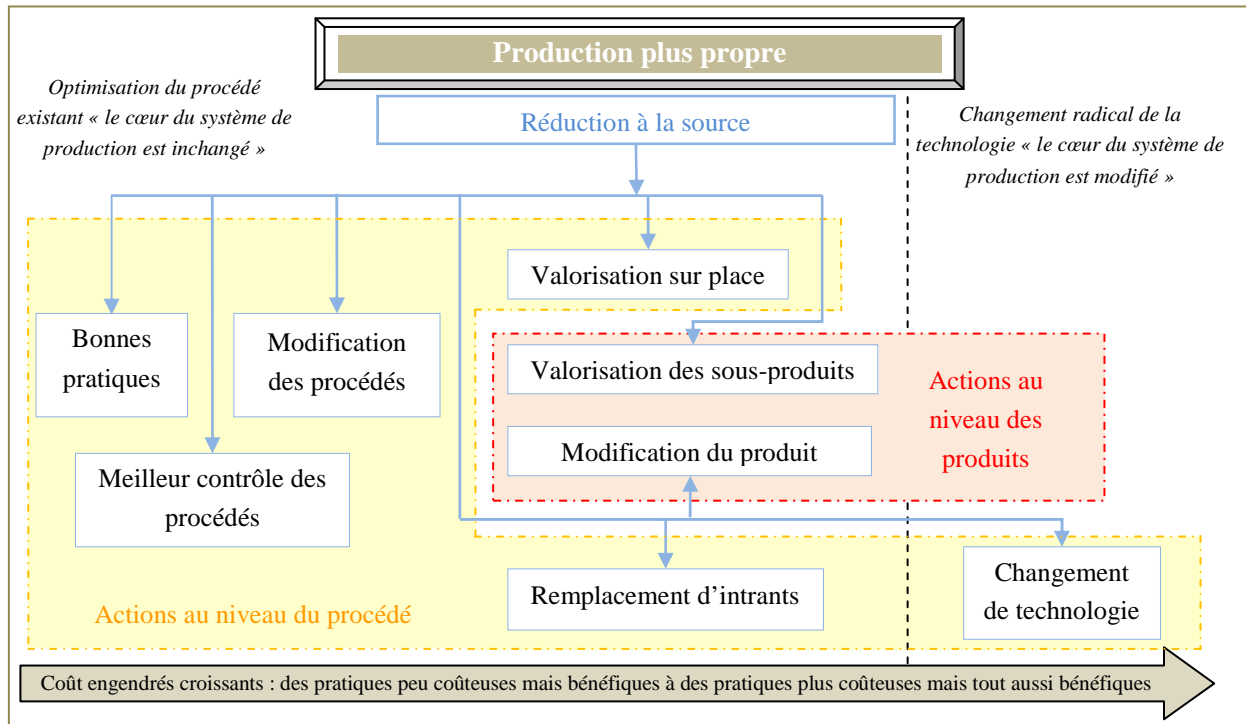 Production plus propre
Optimisation du procédé
existant « le cœur du système de
production est inchangé »
Réduction à la source
Changement radical de la
technologie « le cœur du système de
production est modifié »
Valorisation sur place
Bonnes
pratiques
Modification
des procédés
Valorisation des sous-produits
Actions au
niveau des
produits
Modification du produit
Meilleur contrôle des
procédés
Remplacement d’intrants
Changement
de technologie
Actions au niveau du procédé
Coût engendrés croissants : des pratiques peu coûteuses mais bénéfiques à des pratiques plus coûteuses mais tout aussi bénéfiques